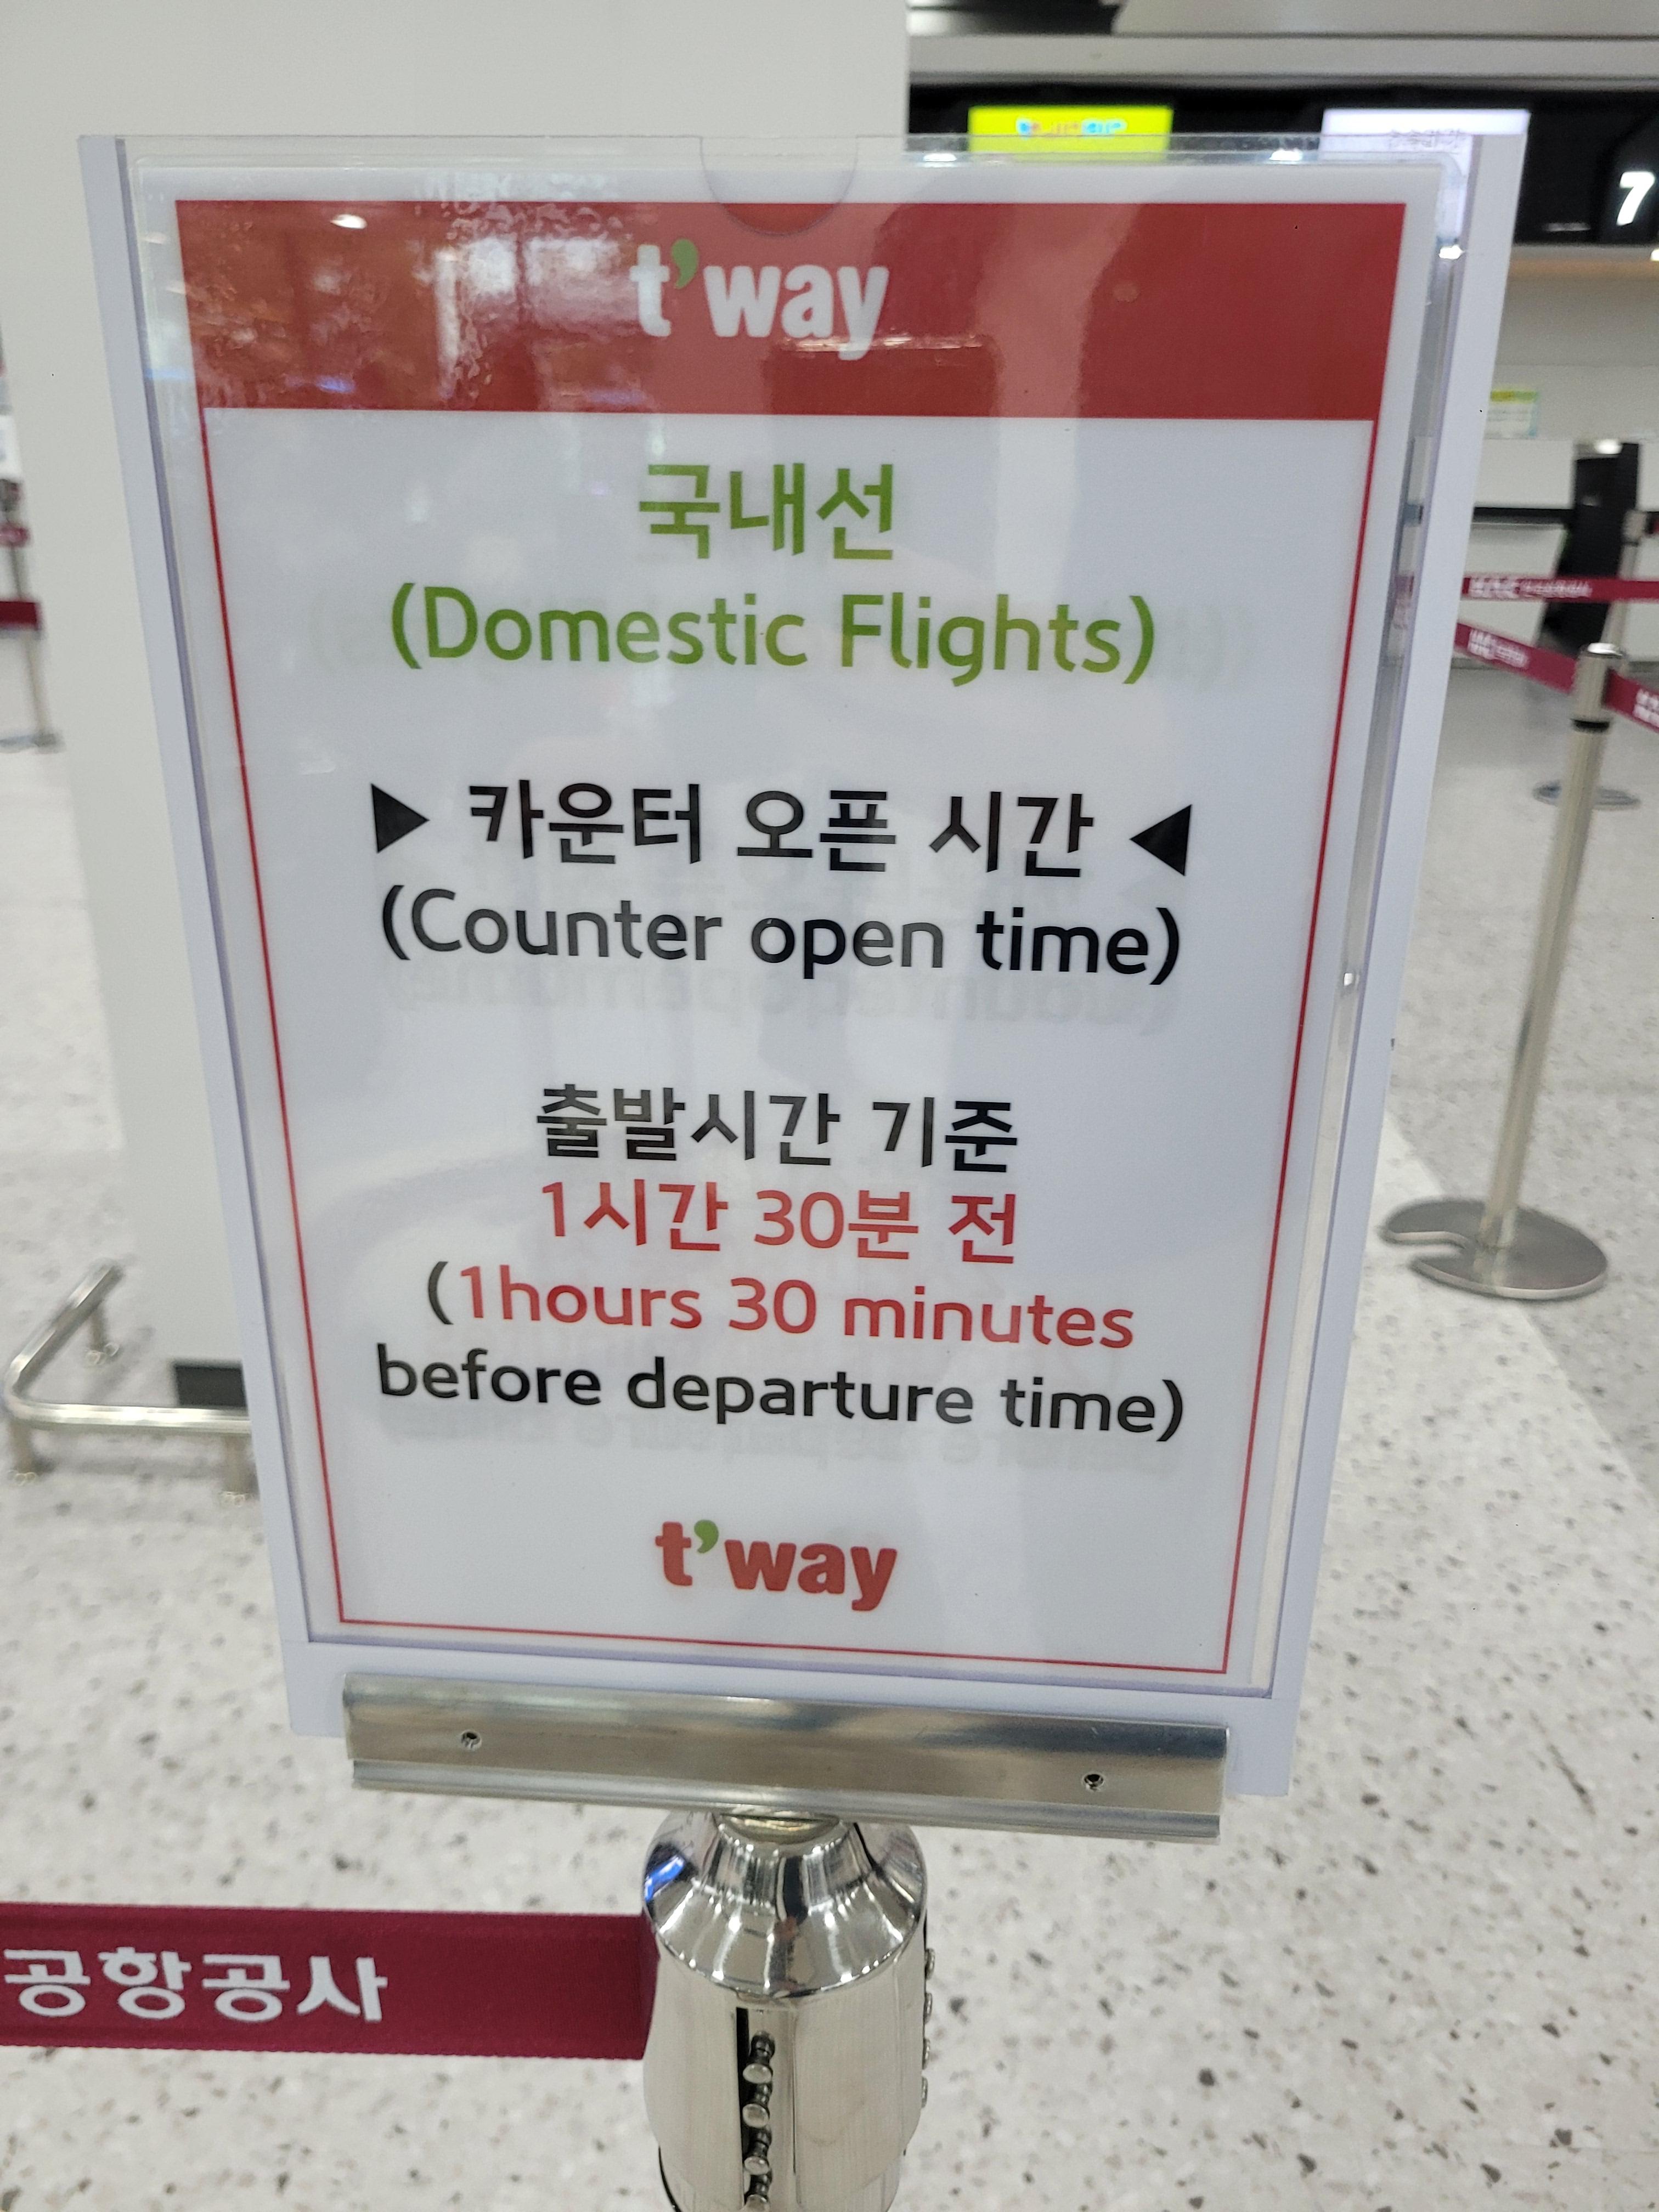 7
t'way
국내선
(Domestic Flights)
▶ 카운터 오픈 시간 ◀
(Counter open time)
출발시간 기준
1시간 30분 전
(1hours 30 minutes
before departure time)
t'way
공항공사